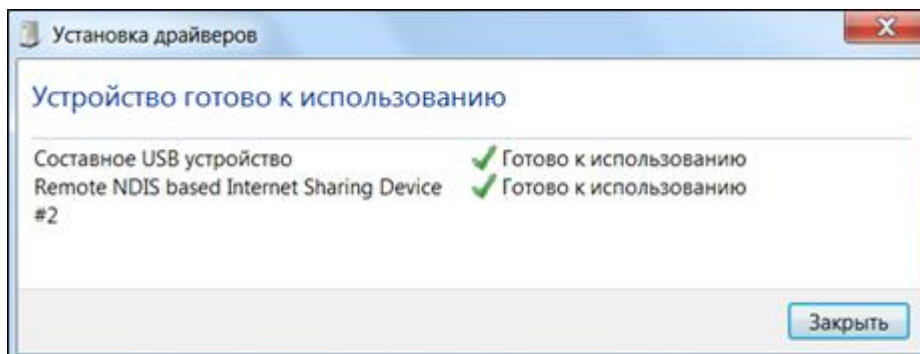 Установка драйверов
Устройство готово к использованию
Составное USB устройство Готово к использованию
Remote NDIS based Internet Sharing Device Готово к использованию
#2
Закрыть